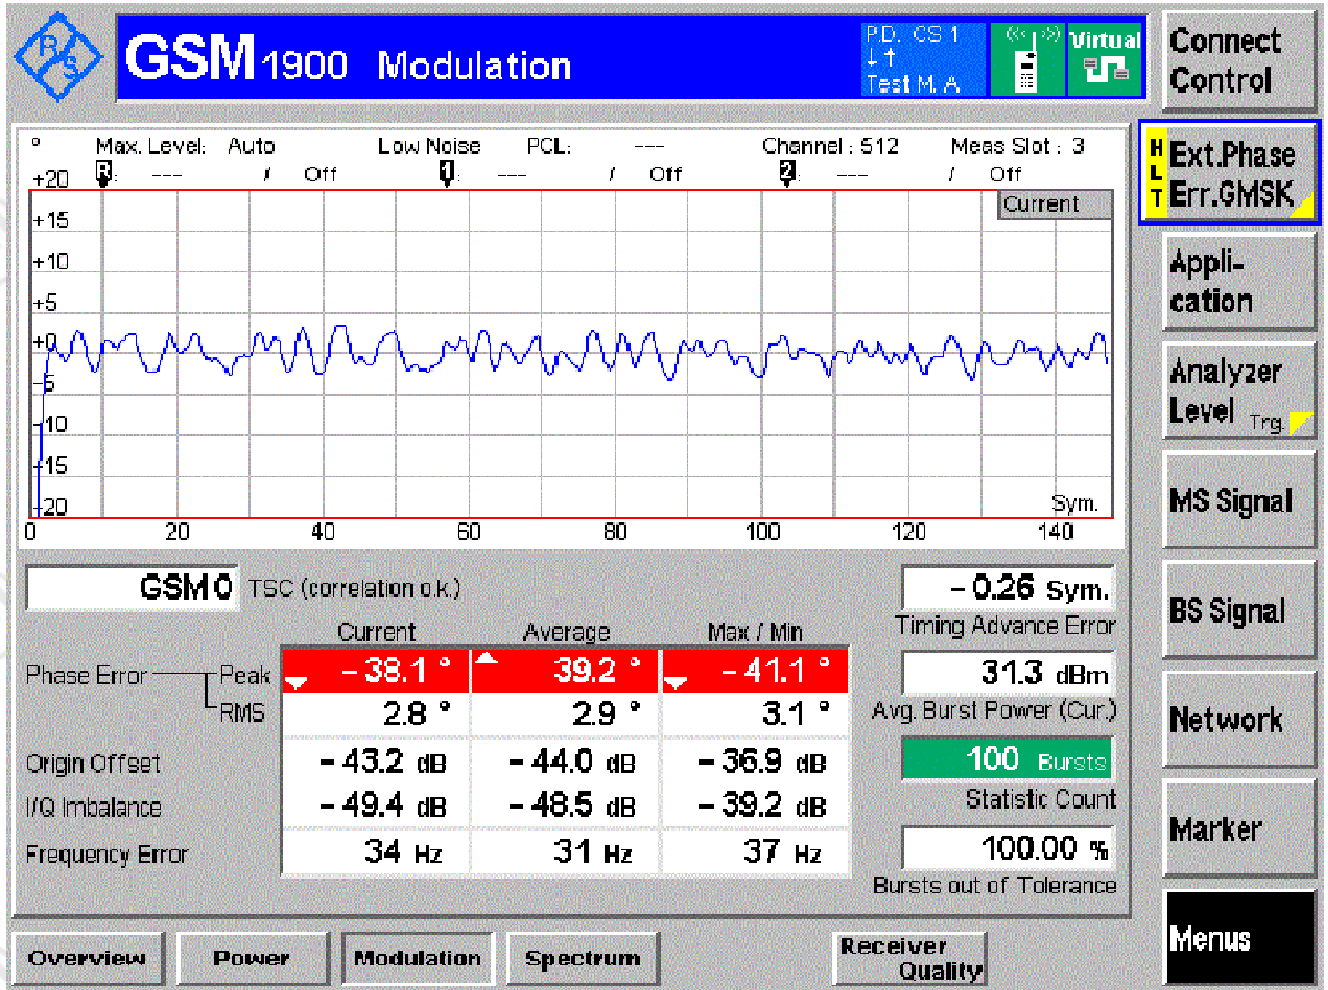 R S
GSM 1900 Modulation
P.D. CS 1
Test M. A.
Virtual
Connect
Control
° Max. Level: Auto Low Noise PCL: --- Channel : 512 Meas Slot : 3
R : --- / Off 1 : --- / Off 2 : --- / Off
Current
+20
+15
+10
+5
+0
-5
-10
-15
-20
Sym.
0 20 40 60 80 100 120 140
HLT
Ext.Phase
Err.GMSK
Appli-
cation
Analyzer
Level Trg.
MS Signal
BS Signal
Network
Marker
Menus
GSM 0 TSC (correlation o.k.)
- 0.26 Sym.
Timing Advance Error
Current Average Max / Min
Phase Error Peak - 38.1 ° 39.2 ° - 41.1 °
RMS 2.8 ° 2.9 ° 3.1 °
Origin Offset - 43.2 dB - 44.0 dB - 36.9 dB
I/Q Imbalance - 49.4 dB - 48.5 dB - 39.2 dB
Frequency Error 34 Hz 31 Hz 37 Hz
31.3 dBm
Avg. Burst Power (Cur.)
100 Bursts
Statistic Count
100.00 %
Bursts out of Tolerance
Overview Power Modulation Spectrum
Receiver
Quality